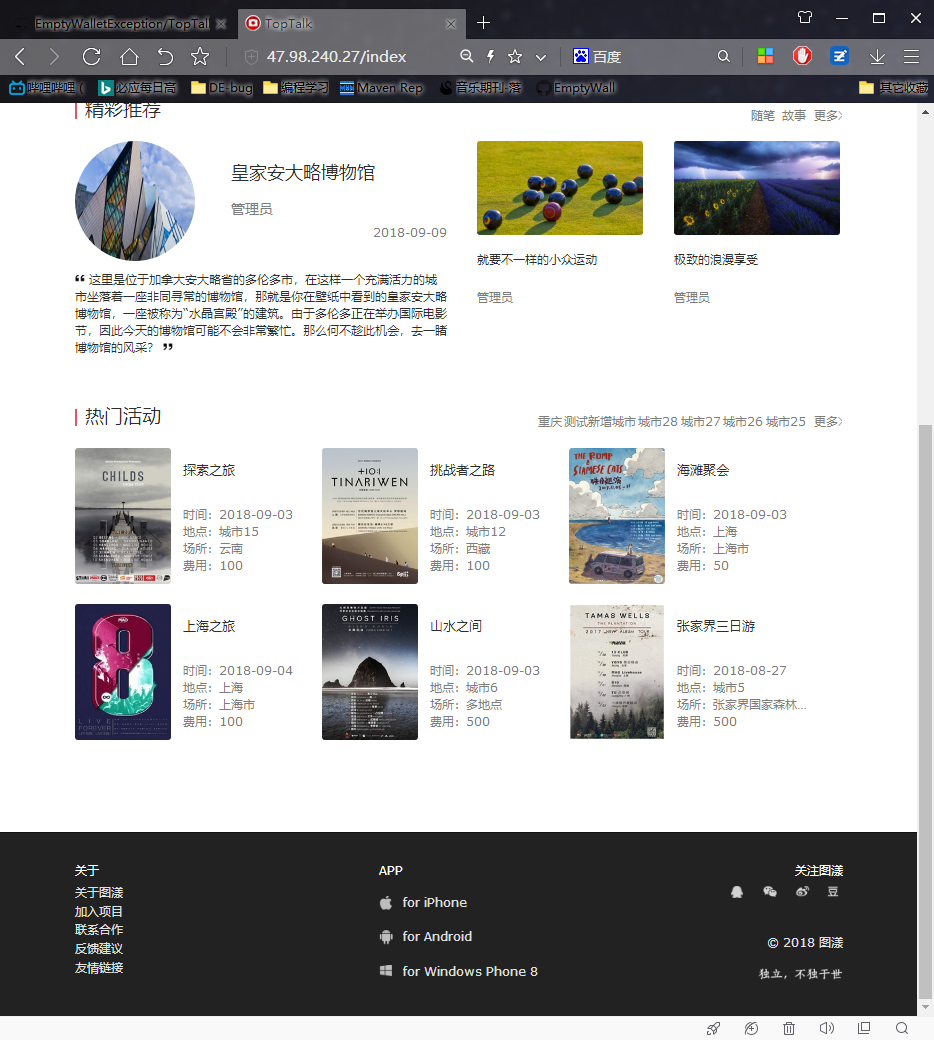 EmptyWalletException/TopTal
TopTalk
47.98.240.27/index
百度
哔哩哔哩 (
必应每日高
DE-bug
编程学习
Maven Rep
音乐期刊-落
EmptyWall
其它收藏
精彩推荐
随笔 故事 更多
皇家安大略博物馆
管理员
2018-09-09
“ 这里是位于加拿大安大略省的多伦多市，在这样一个充满活力的城
市坐落着一座非同寻常的博物馆，那就是你在壁纸中看到的皇家安大略
博物馆，一座被称为“水晶宫殿”的建筑。由于多伦多正在举办国际电影
节，因此今天的博物馆可能不会非常繁忙。那么何不趁此机会，去一睹
博物馆的风采？ ”
就要不一样的小众运动
管理员
极致的浪漫享受
管理员
热门活动
重庆 测试新增城市 城市28 城市27 城市26 城市25 更多
CHILDS
探索之旅
时间：2018-09-03
地点：城市15
场所：云南
费用：100
TINARIWEN
挑战者之路
时间：2018-09-03
地点：城市12
场所：西藏
费用：100
THE ROMP
SIAMESE CATS
海滩聚会
时间：2018-09-03
地点：上海
场所：上海市
费用：50
LIVE
FOREVER
上海之旅
时间：2018-09-04
地点：上海
场所：上海市
费用：100
GHOST IRIS
山水之间
时间：2018-09-03
地点：城市6
场所：多地点
费用：500
TAMAS WELLS
THE PLANTATION
张家界三日游
时间：2018-08-27
地点：城市5
场所：张家界国家森林...
费用：500
关于
关于图漾
加入项目
联系合作
反馈建议
友情链接
APP
for iPhone
for Android
for Windows Phone 8
关注图漾
豆
© 2018 图漾
独立，不独于世